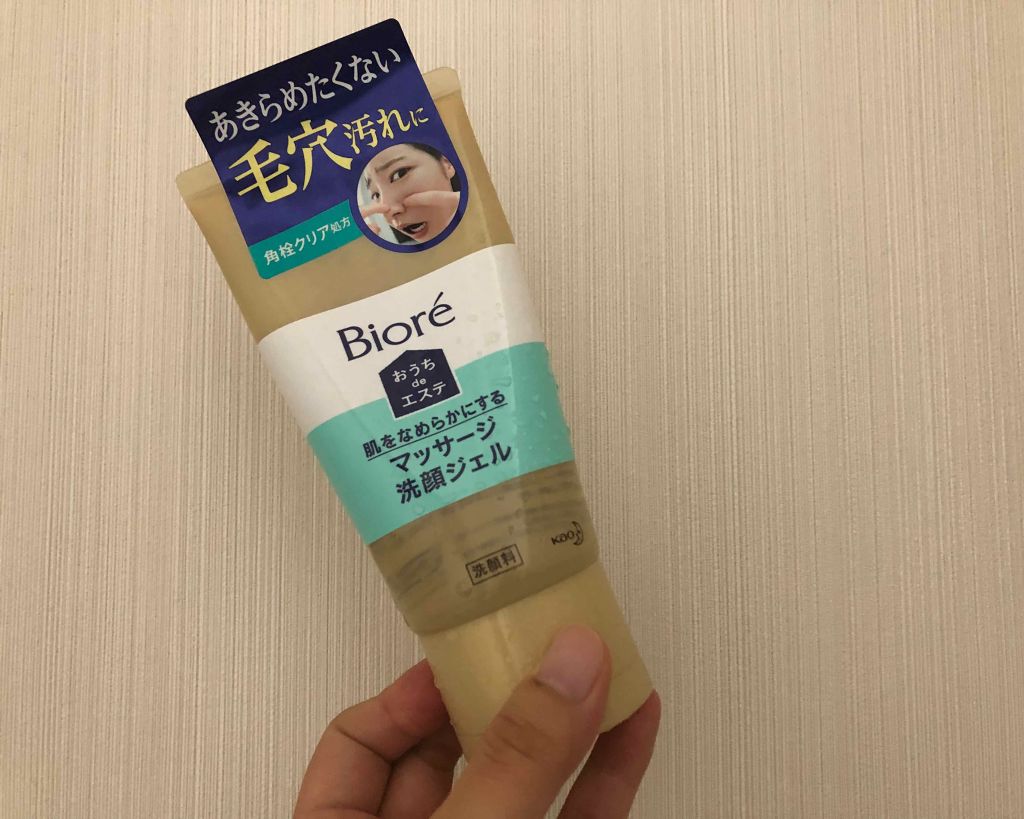 あきらめたくない
毛穴汚れに
角栓クリア処方
Bioré
おうち
de
エステ
肌をなめらかにする
マッサージ
洗顔ジェル
洗顔料
Kao